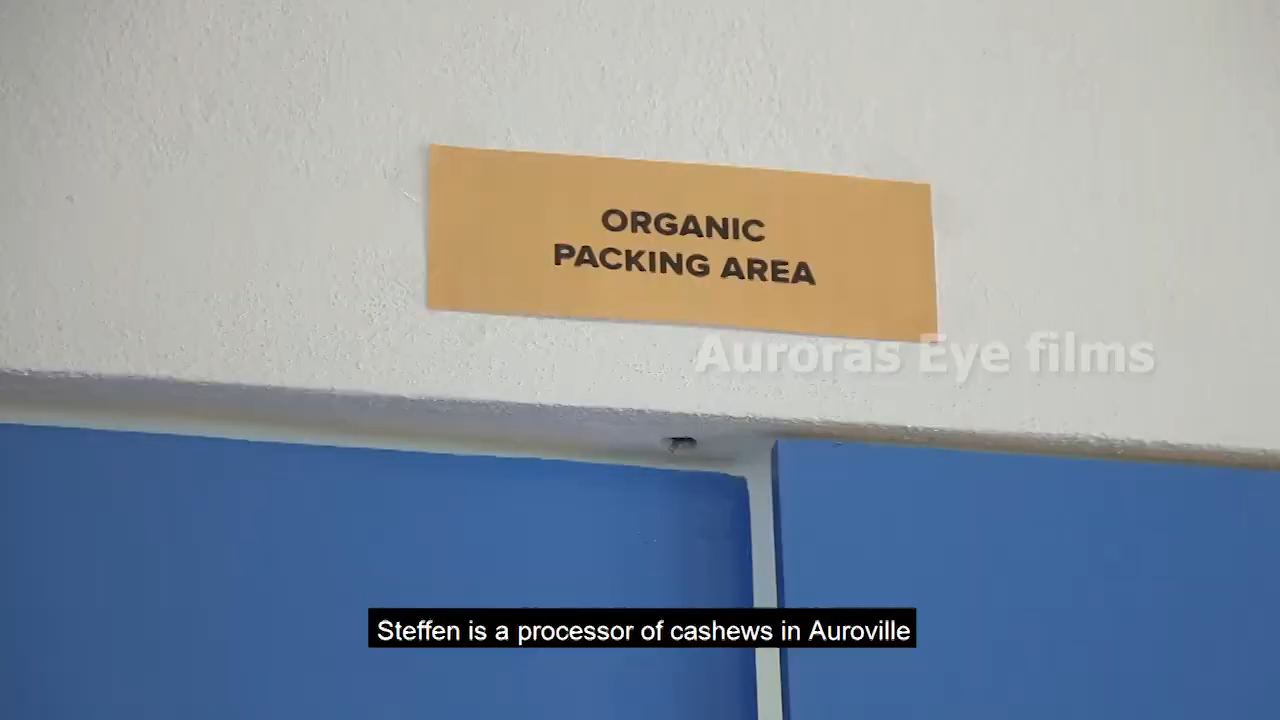 ORGANIC
PACKING AREA
Auroras Eye films
Steffen is a processor of cashews in Auroville